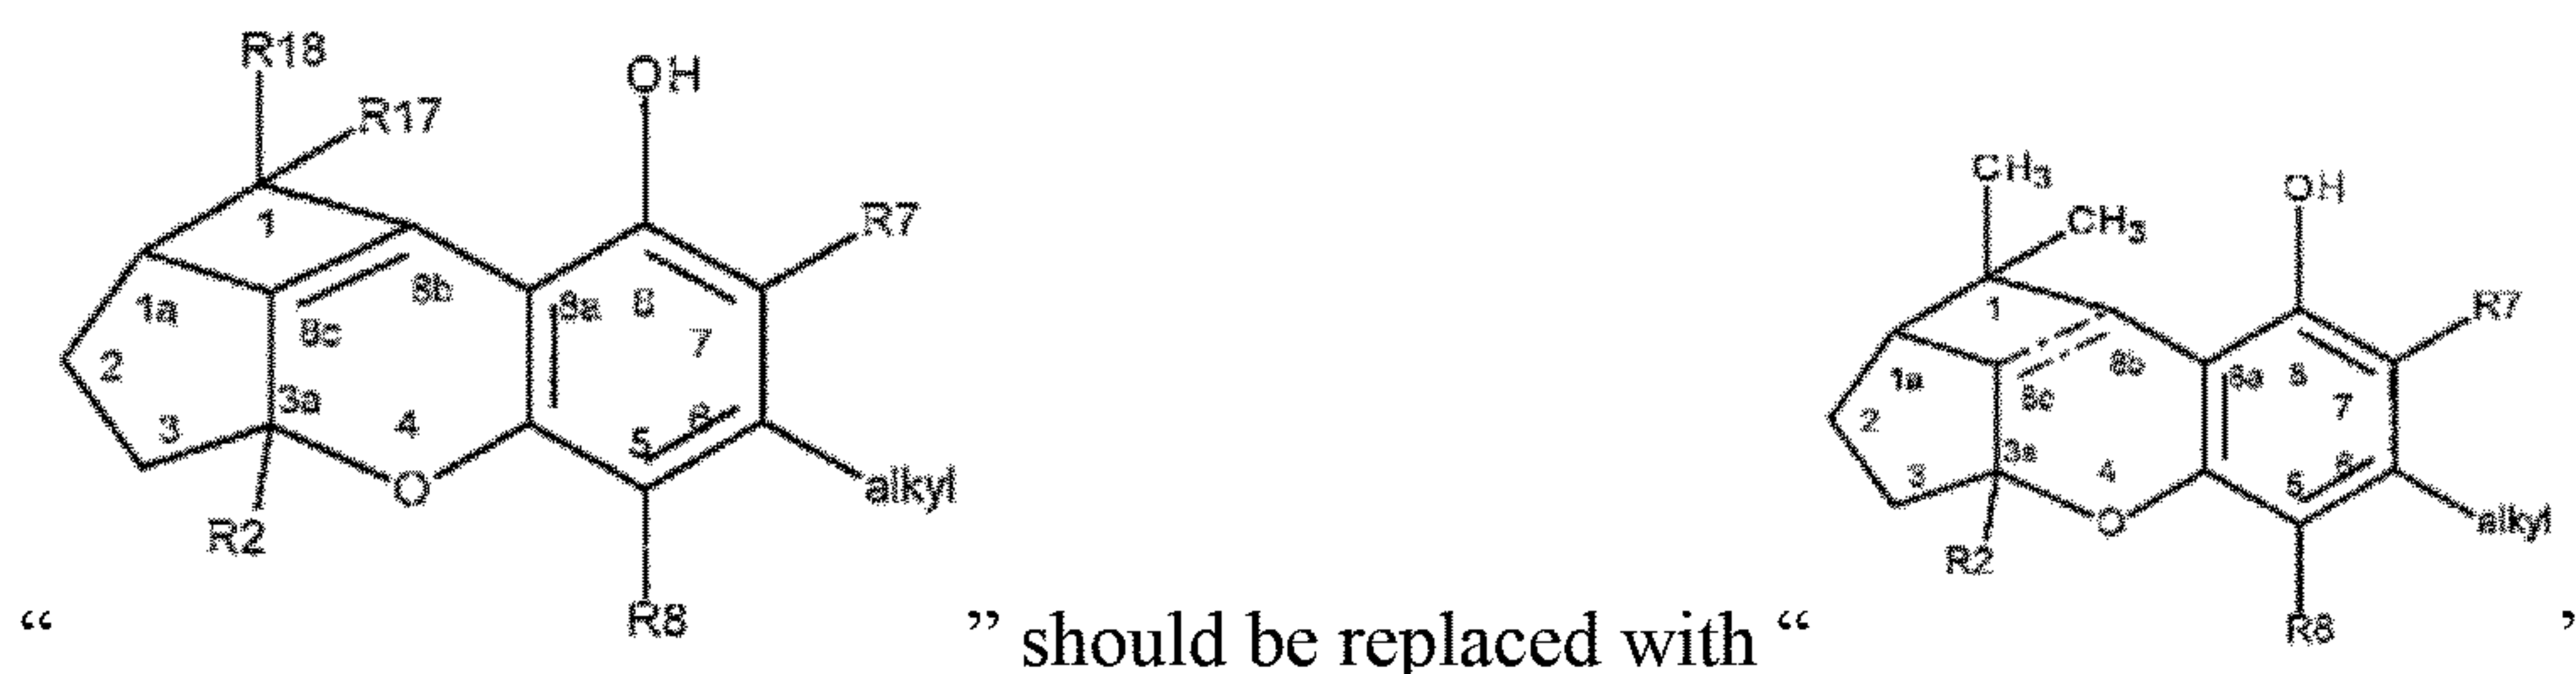 R18
R17
OH
R7
1
1a
8c
8b
8a
8
7
2
3
3a
4
5
6
O
R2
alkyl
R8
CH3
CH3
OH
R7
1
1a
8c
8b
8a
8
7
2
3
3a
4
5
6
O
R2
alkyl
R8
“ ” should be replaced with “ ’